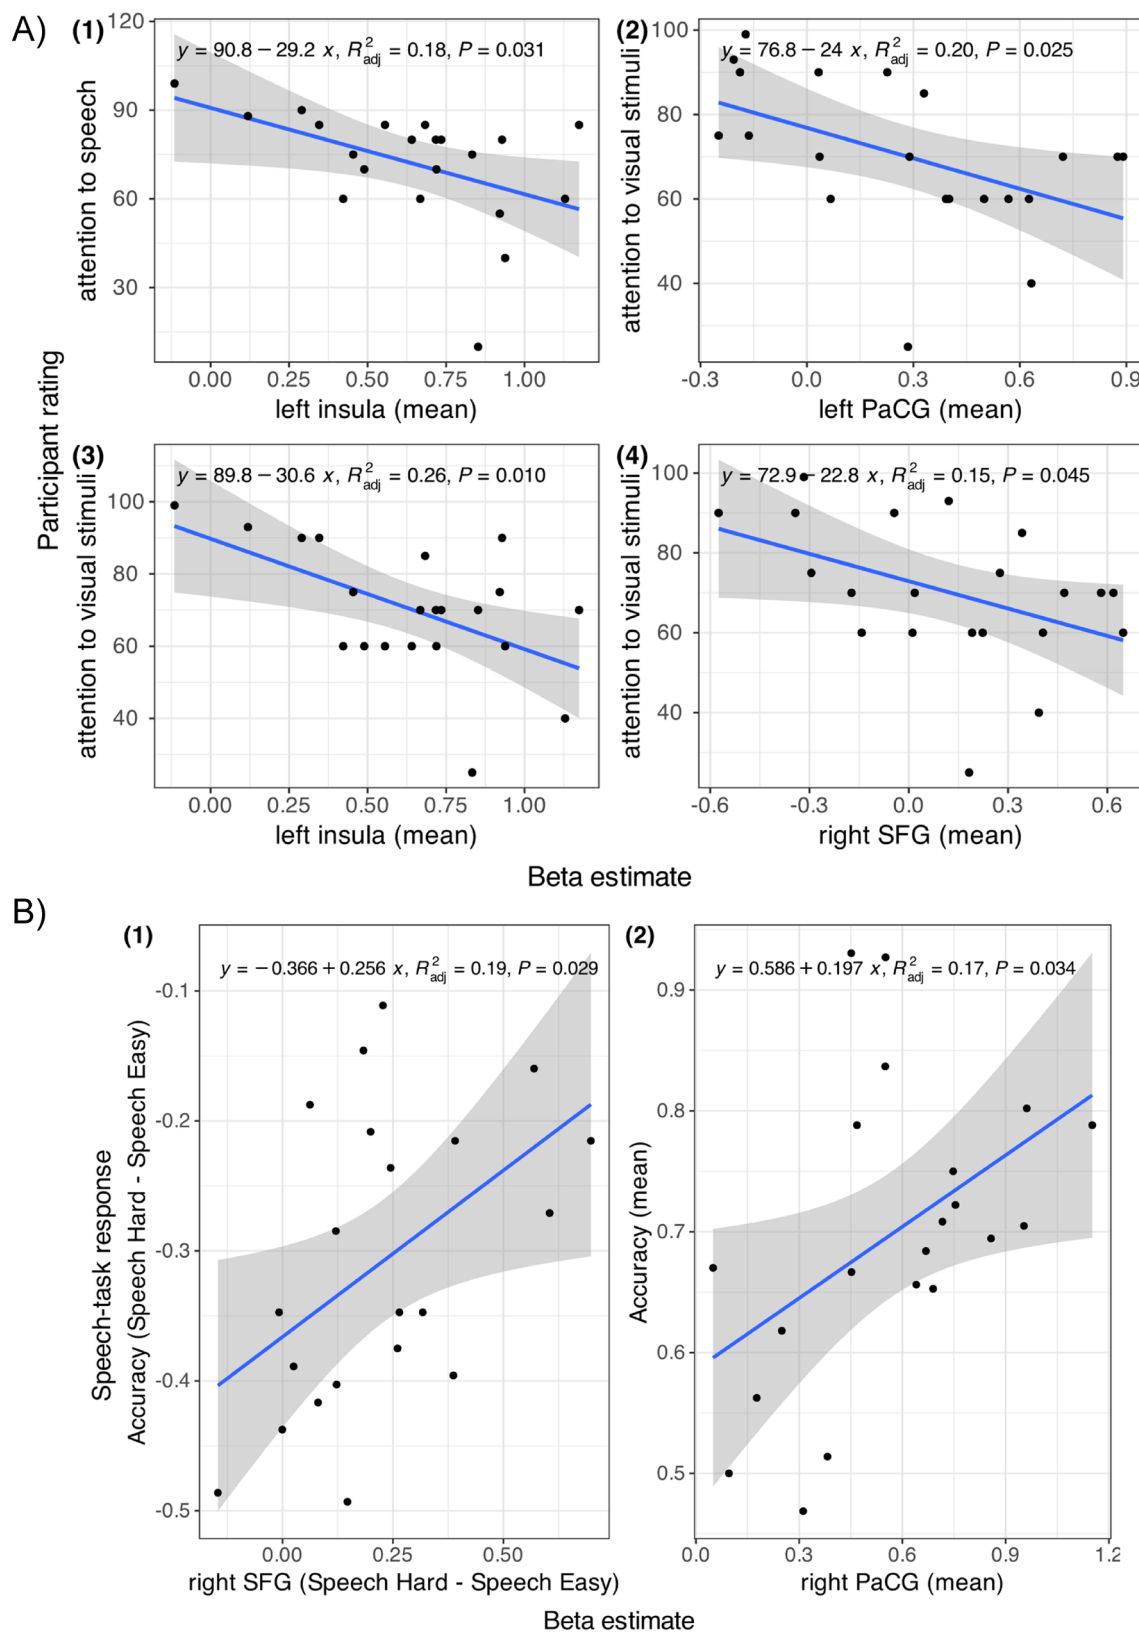 A)
(1)
y = 90.8 − 29.2 x, R²adj = 0.18, P = 0.031
120
90
60
30
attention to speech
0.00 0.25 0.50 0.75 1.00
left insula (mean)
(2)
y = 76.8 − 24 x, R²adj = 0.20, P = 0.025
100
80
60
40
attention to visual stimuli
-0.3 0.0 0.3 0.6 0.9
left PaCG (mean)
Participant rating
(3)
y = 89.8 − 30.6 x, R²adj = 0.26, P = 0.010
100
80
60
40
attention to visual stimuli
0.00 0.25 0.50 0.75 1.00
left insula (mean)
(4)
y = 72.9 − 22.8 x, R²adj = 0.15, P = 0.045
100
80
60
40
attention to visual stimuli
-0.6 -0.3 0.0 0.3 0.6
right SFG (mean)
Beta estimate
B)
(1)
y = −0.366 + 0.256 x, R²adj = 0.19, P = 0.029
-0.1
-0.2
-0.3
-0.4
-0.5
Speech-task response
Accuracy (Speech Hard - Speech Easy)
0.00 0.25 0.50
right SFG (Speech Hard - Speech Easy)
(2)
y = 0.586 + 0.197 x, R²adj = 0.17, P = 0.034
0.9
0.8
0.7
0.6
0.5
Accuracy (mean)
0.0 0.3 0.6 0.9 1.2
right PaCG (mean)
Beta estimate